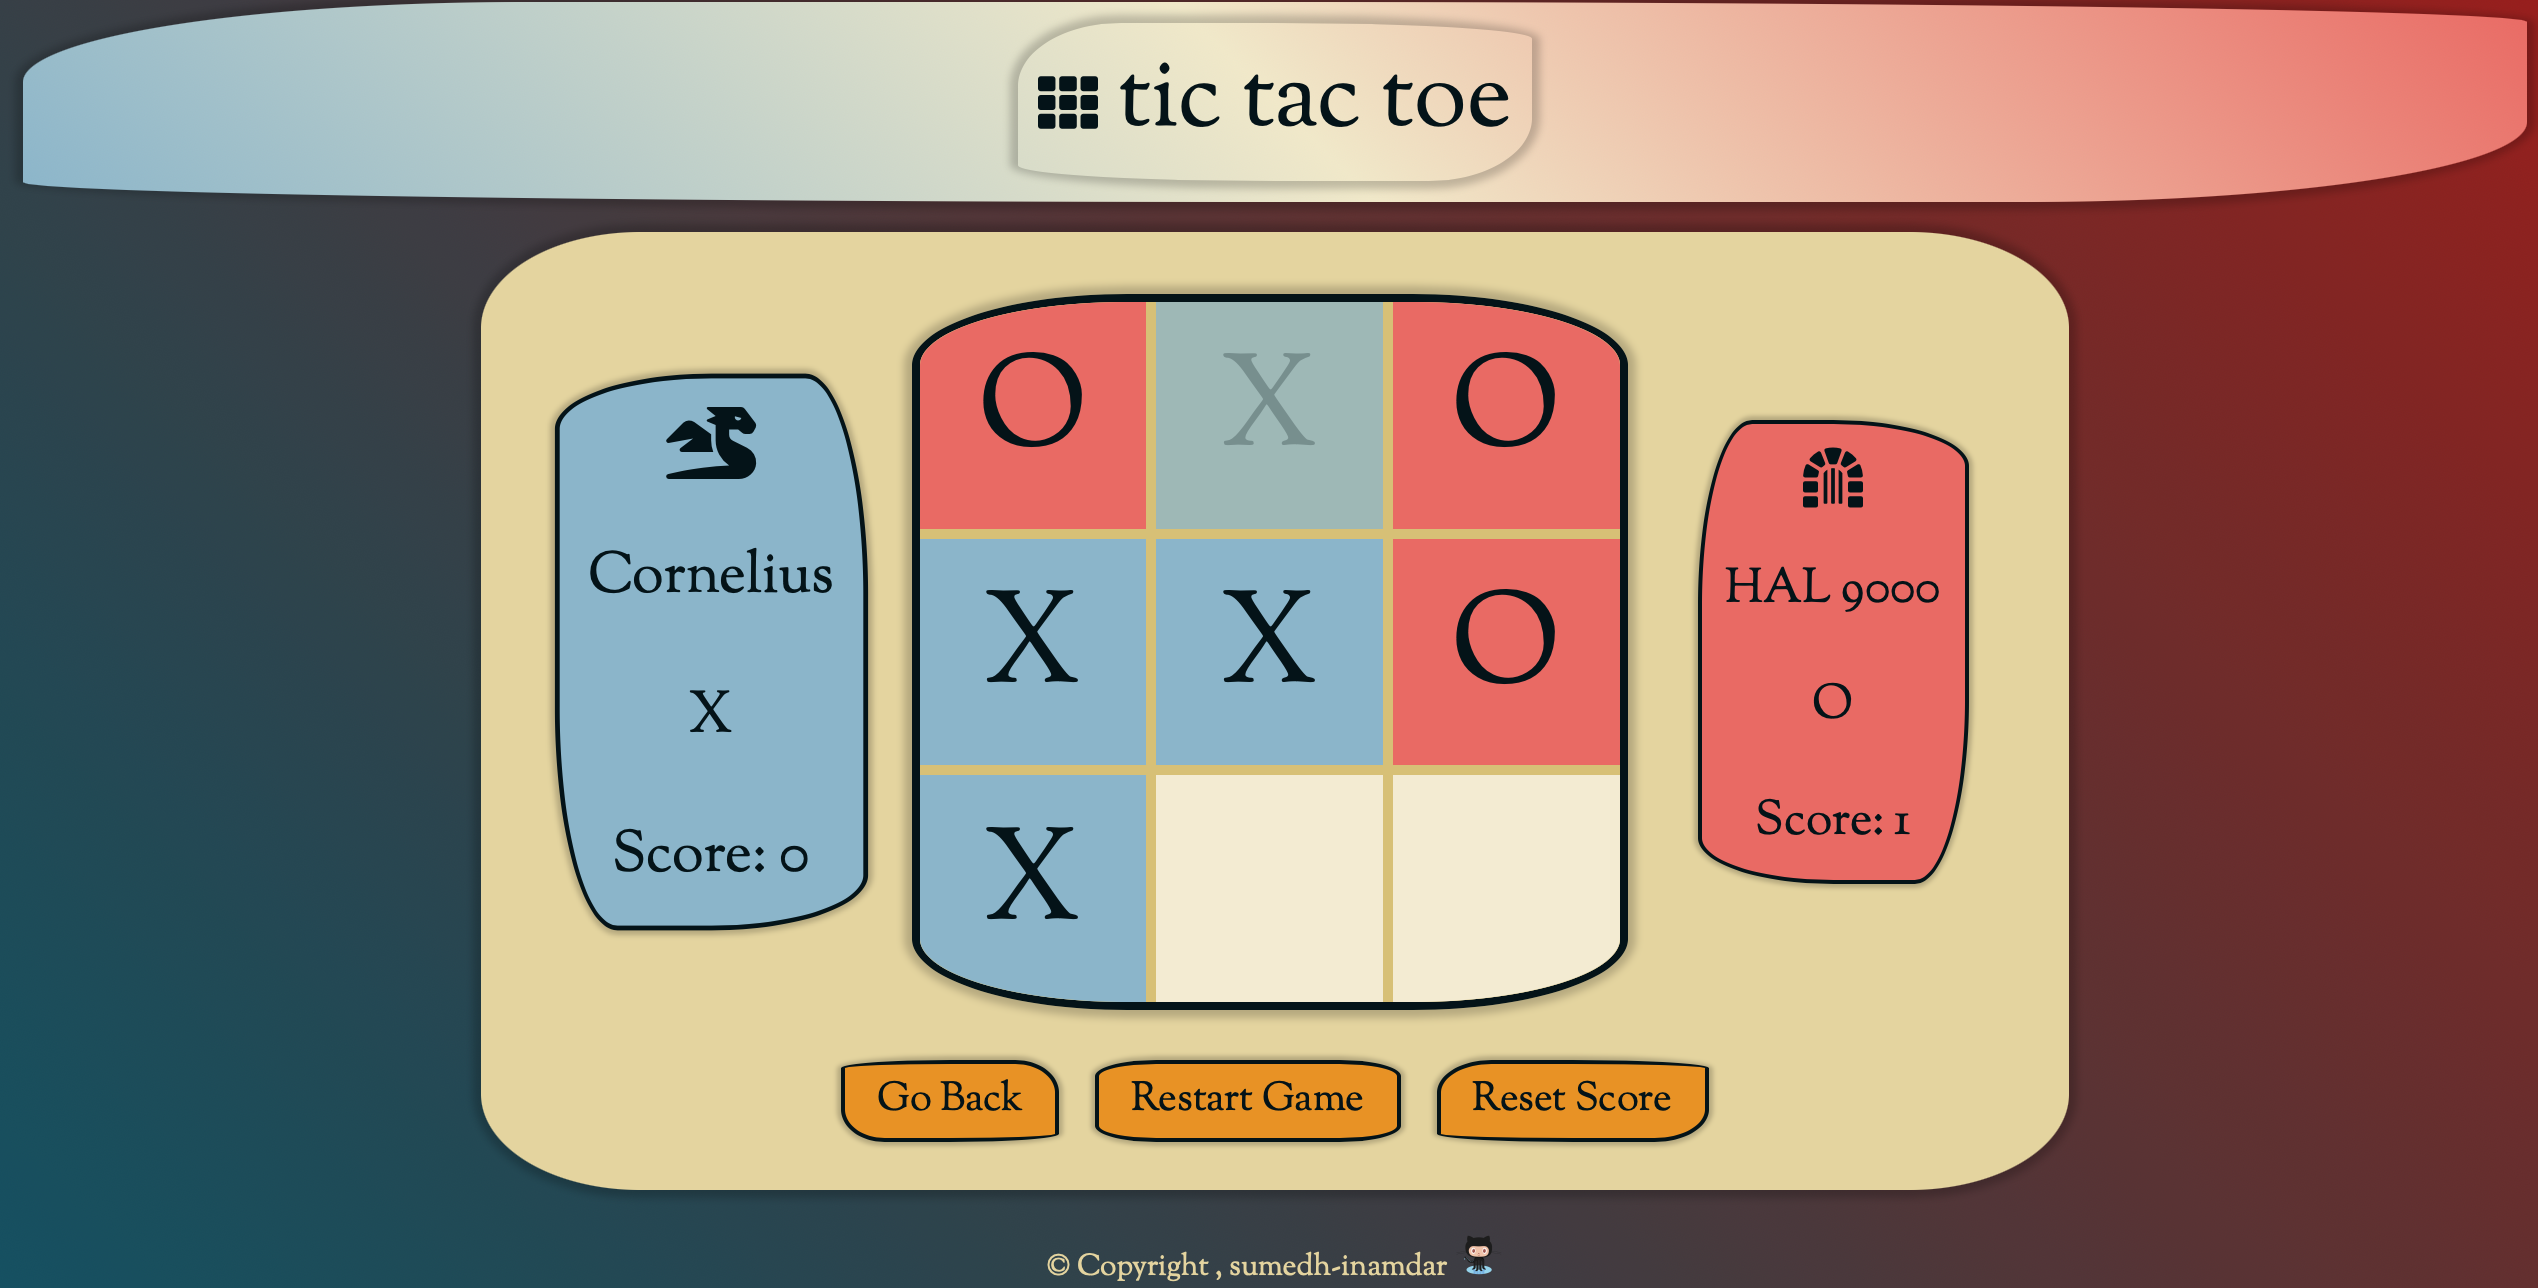 tic tac toe
O X O
X X O
X
Cornelius
X
Score: 0
HAL 9000
O
Score: 1
Go Back
Restart Game
Reset Score
© Copyright , sumedh-inamdar